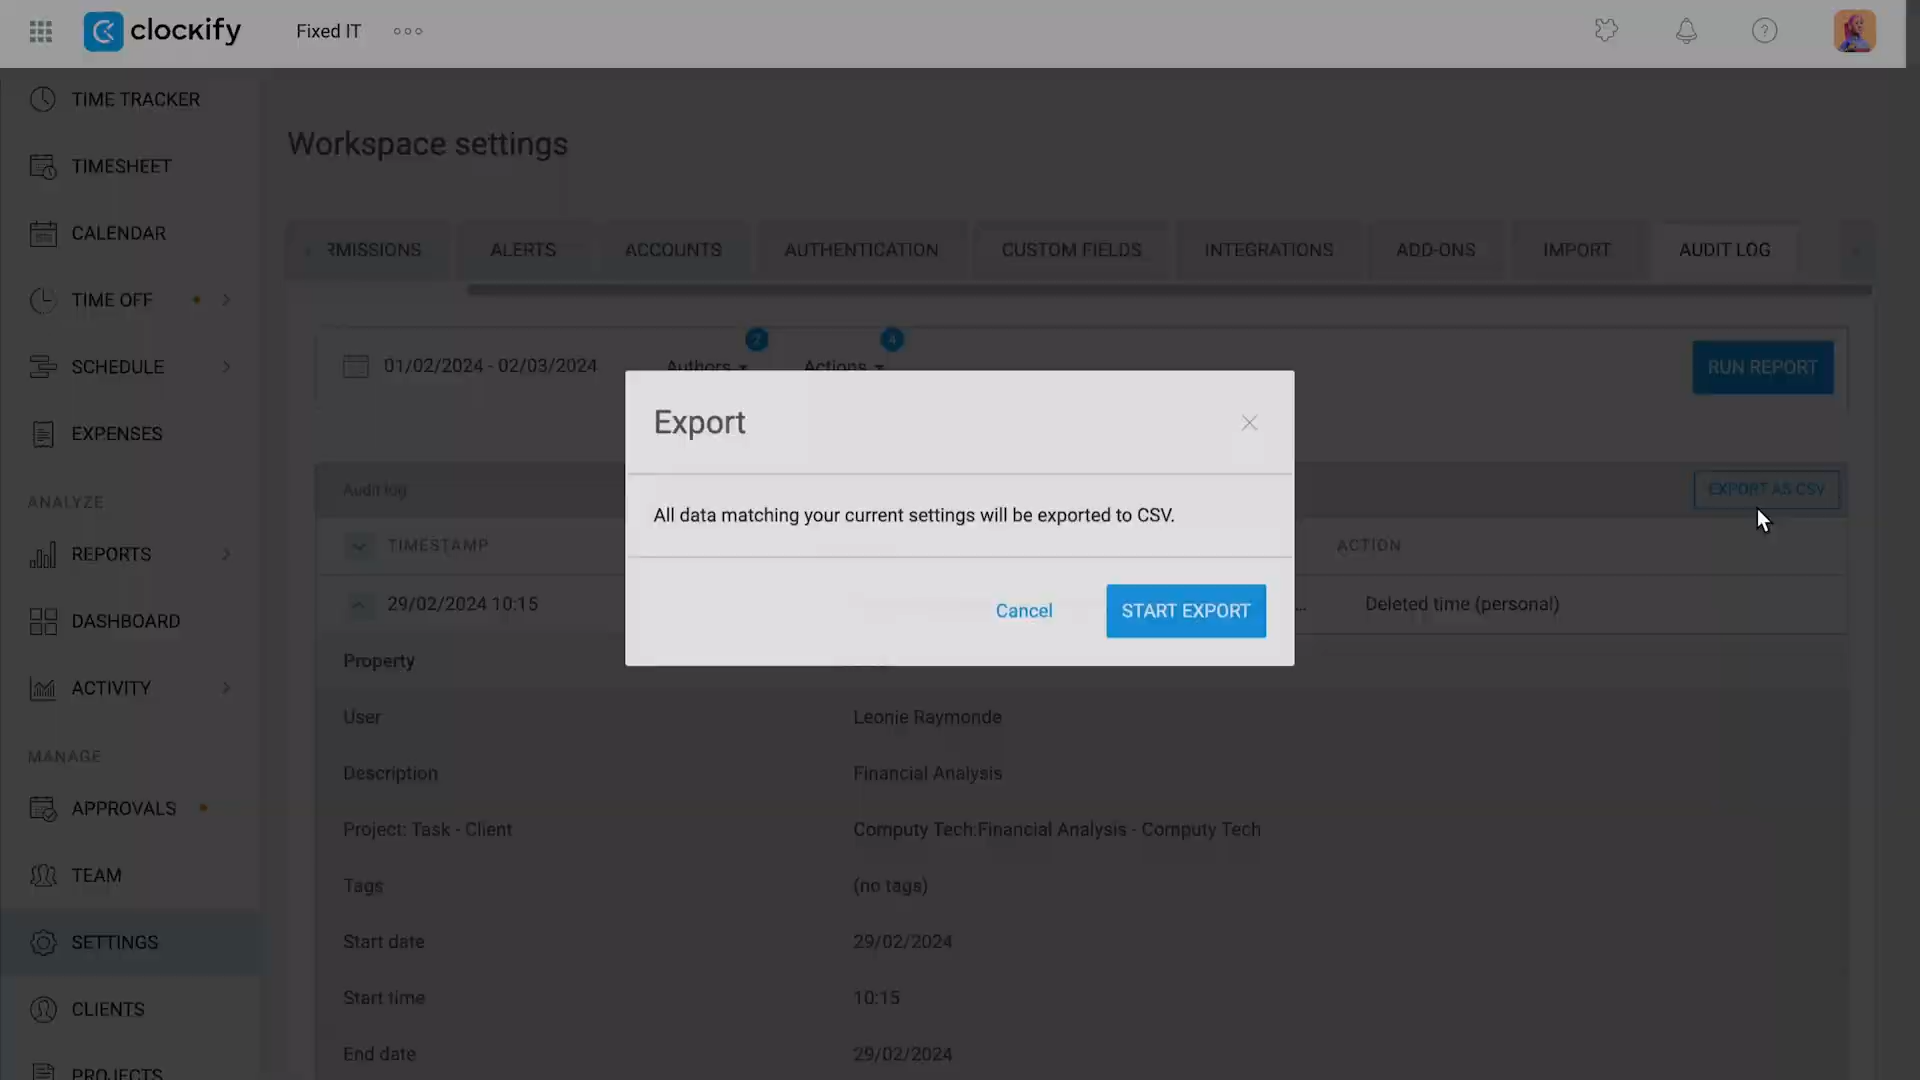 clockify
Fixed IT
TIME TRACKER
TIMESHEET
CALENDAR
TIME OFF
SCHEDULE
EXPENSES
ANALYZE
REPORTS
DASHBOARD
ACTIVITY
MANAGE
APPROVALS
TEAM
SETTINGS
CLIENTS
PROJECTS
Workspace settings
RMISSIONS
ALERTS
ACCOUNTS
AUTHENTICATION
CUSTOM FIELDS
INTEGRATIONS
ADD-ONS
IMPORT
AUDIT LOG
01/02/2024 - 02/03/2024
Authors
7
Actions
4
RUN REPORT
Export
All data matching your current settings will be exported to CSV.
Cancel
START EXPORT
Audit log
EXPORT AS CSV
TIMESTAMP
ACTION
29/02/2024 10:15
...
Deleted time (personal)
Property
User
Leonie Raymonde
Description
Financial Analysis
Project: Task - Client
Computy Tech:Financial Analysis - Computy Tech
Tags
(no tags)
Start date
29/02/2024
Start time
10:15
End date
29/02/2024